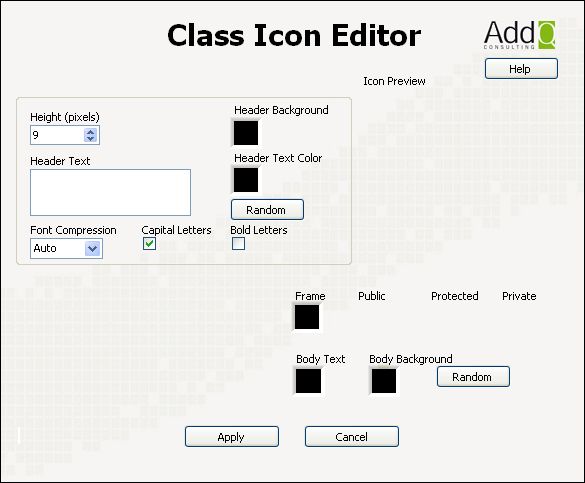 Class Icon Editor
AddQ
CONSULTING
Help
Icon Preview
Height (pixels)
9
Header Background
Header Text
Header Text Color
Random
Font Compression
Auto
Capital Letters
Bold Letters
Frame
Public
Protected
Private
Body Text
Body Background
Random
Apply
Cancel